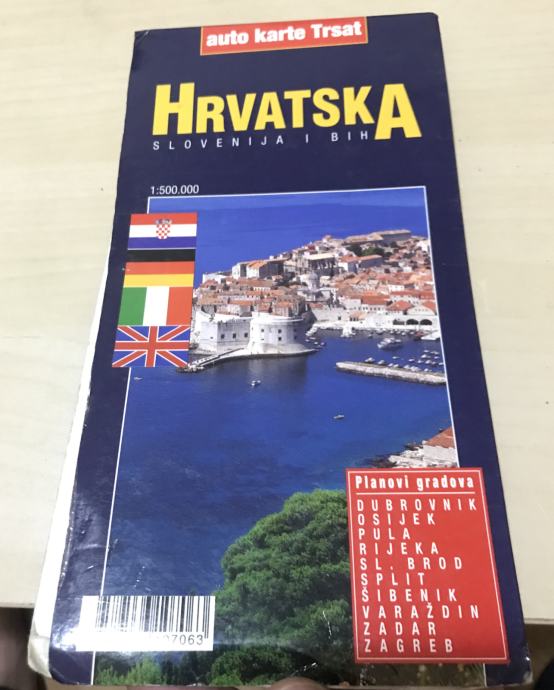 auto karte Trsat
HRVATSKA
SLOVENIJA I BIH
1:500.000
Planovi gradova
DUBROVNIK
OSIJEK
PULA
RIJEKA
SL. BROD
SPLIT
ŠIBENIK
VARAŽDIN
ZADAR
ZAGREB